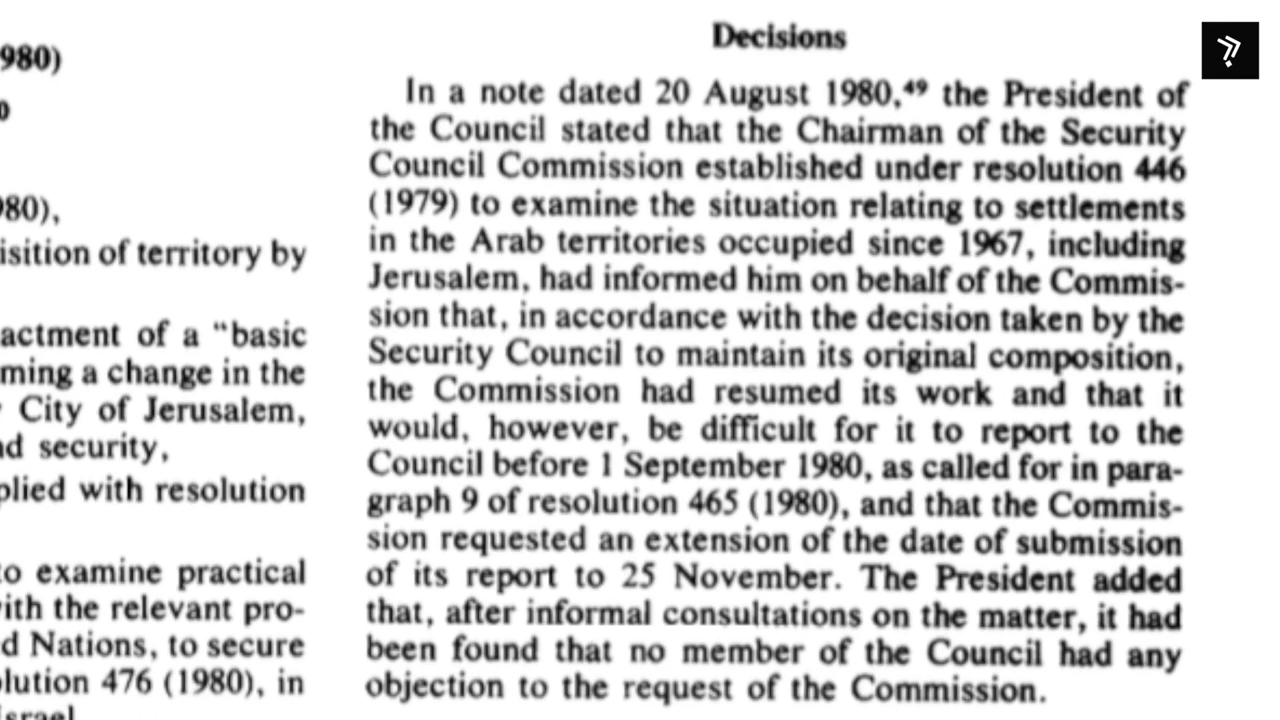 980)
0
980),
isition of territory by
actment of a “basic
ming a change in the
City of Jerusalem,
nd security,
plied with resolution
to examine practical
with the relevant pro-
d Nations, to secure
olution 476 (1980), in
Israel
Decisions
In a note dated 20 August 1980,⁴⁹ the President of
the Council stated that the Chairman of the Security
Council Commission established under resolution 446
(1979) to examine the situation relating to settlements
in the Arab territories occupied since 1967, including
Jerusalem, had informed him on behalf of the Commis-
sion that, in accordance with the decision taken by the
Security Council to maintain its original composition,
the Commission had resumed its work and that it
would, however, be difficult for it to report to the
Council before 1 September 1980, as called for in para-
graph 9 of resolution 465 (1980), and that the Commis-
sion requested an extension of the date of submission
of its report to 25 November. The President added
that, after informal consultations on the matter, it had
been found that no member of the Council had any
objection to the request of the Commission.